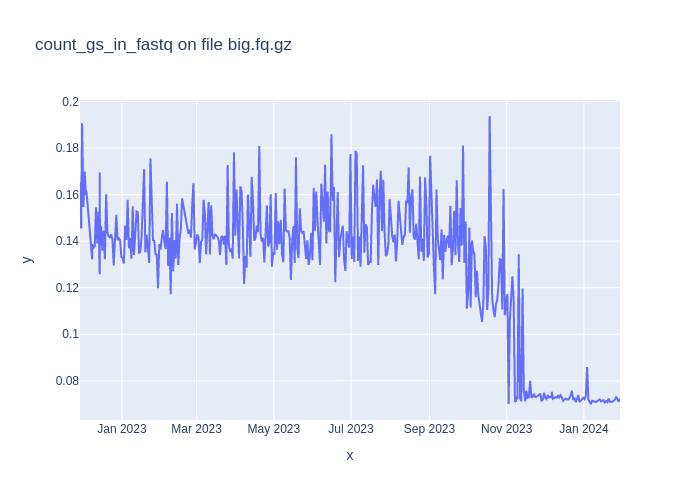 count_gs_in_fastq on file big.fq.gz
0.2
0.18
0.16
0.14
0.12
0.1
0.08
y
Jan 2023
Mar 2023
May 2023
Jul 2023
Sep 2023
Nov 2023
Jan 2024
x